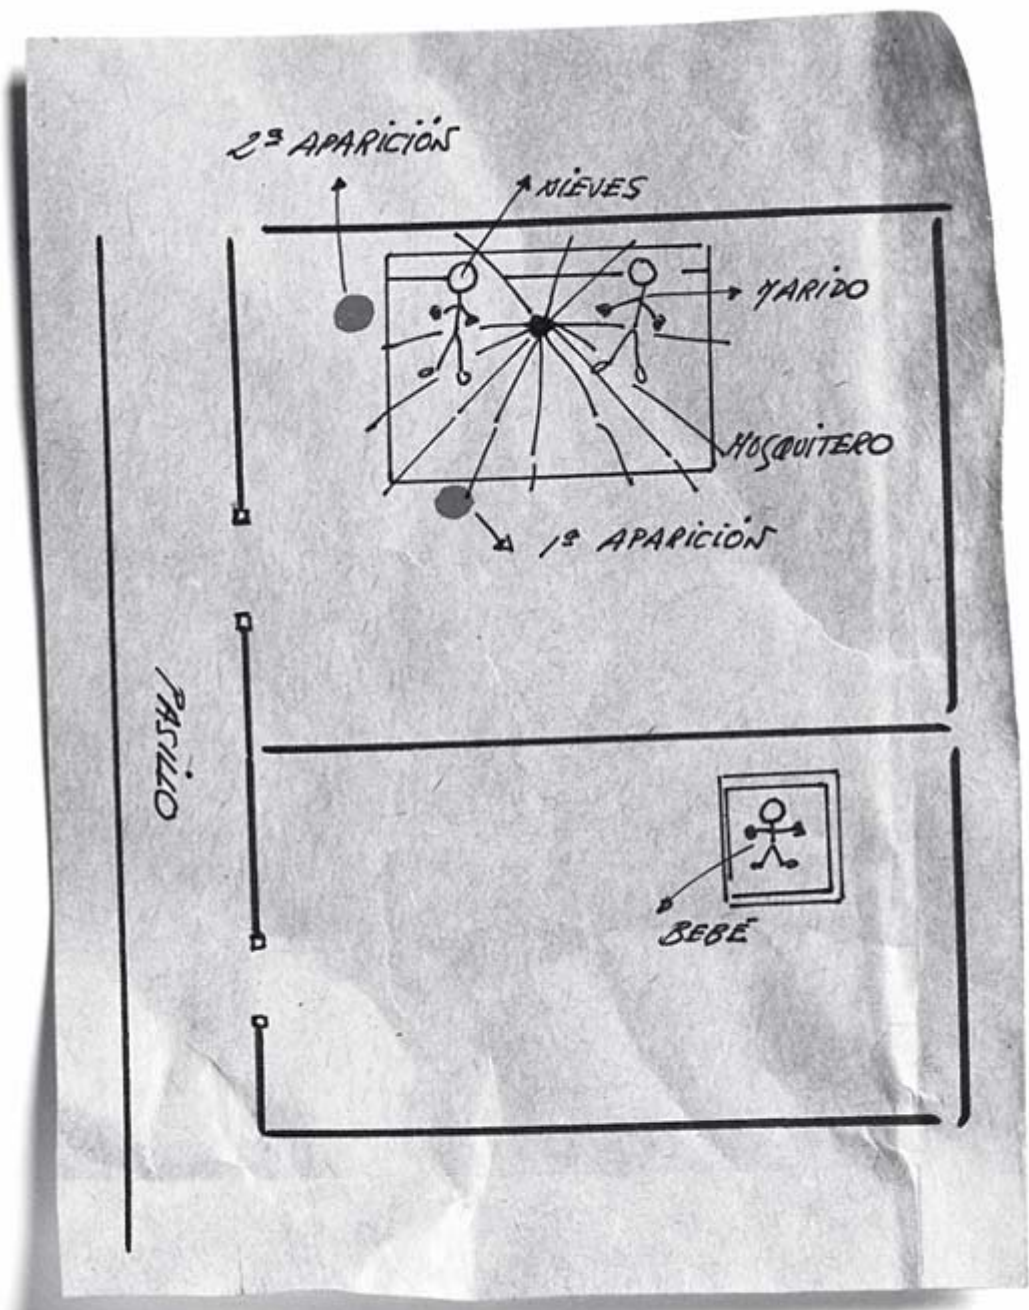 2ª APARICIÓN
NIEVES
MARIDO
MOSQUITERO
1ª APARICIÓN
PASILLO
BEBÉ